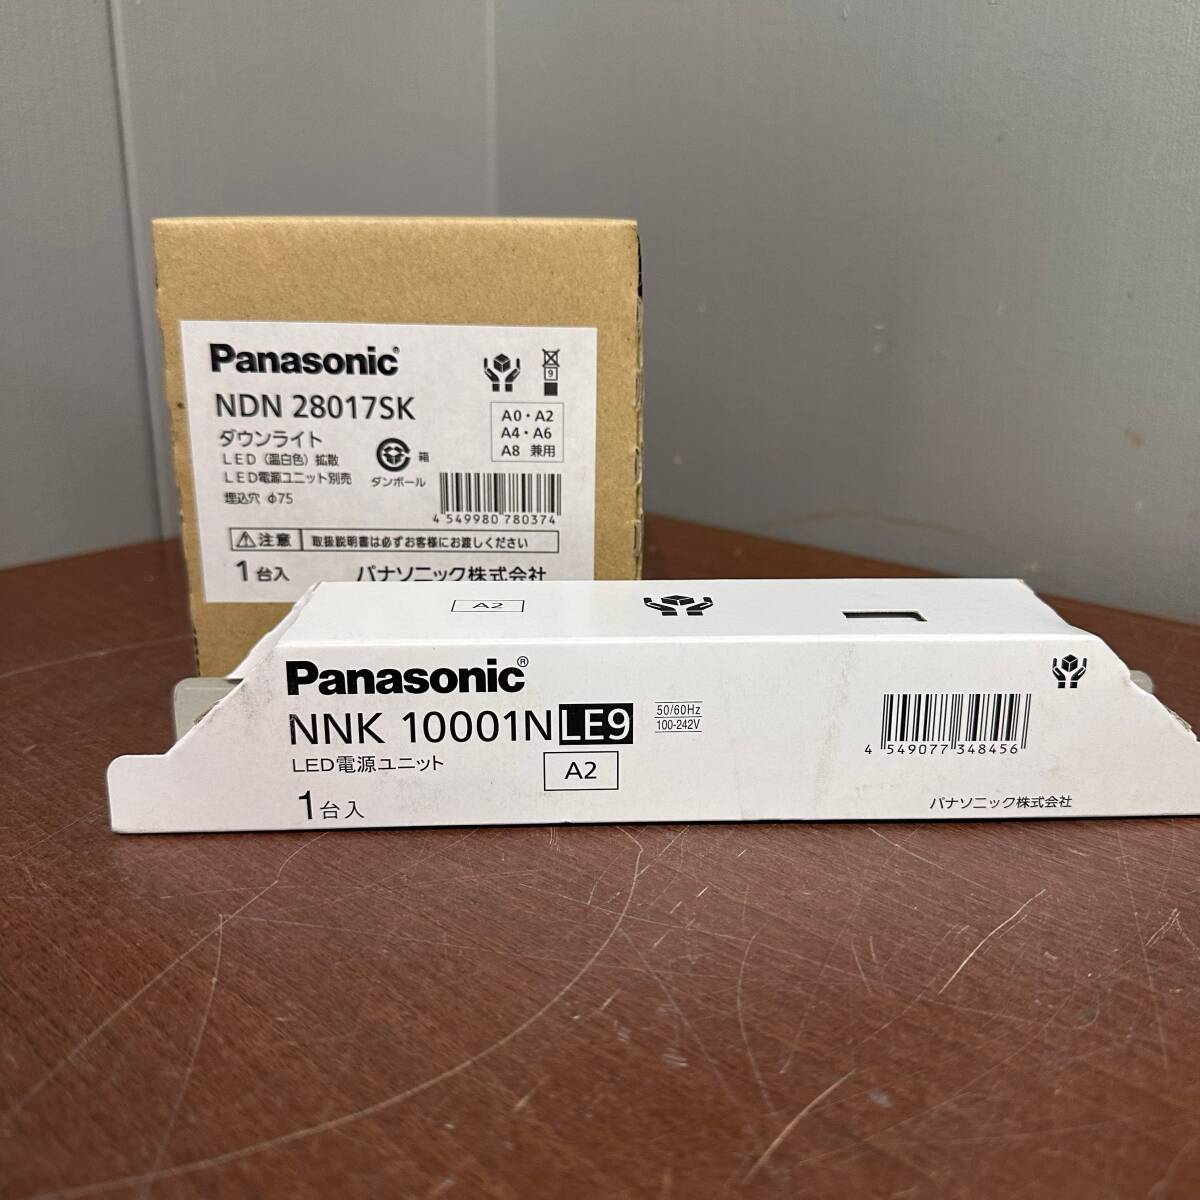 Panasonic
NDN 28017SK
ダウンライト
LED（温白色）拡散
LED電源ユニット別売
埋込穴 φ75
箱
ダンボール
9
A0・A2
A4・A6
A8 兼用
4 549980 780374
注意 取扱説明書は必ずお客様にお渡しください
1台入 パナソニック株式会社
A2
Panasonic®
NNK 10001N LE9
50/60Hz
100-242V
LED電源ユニット
A2
1台入
4 549077 348456
パナソニック株式会社